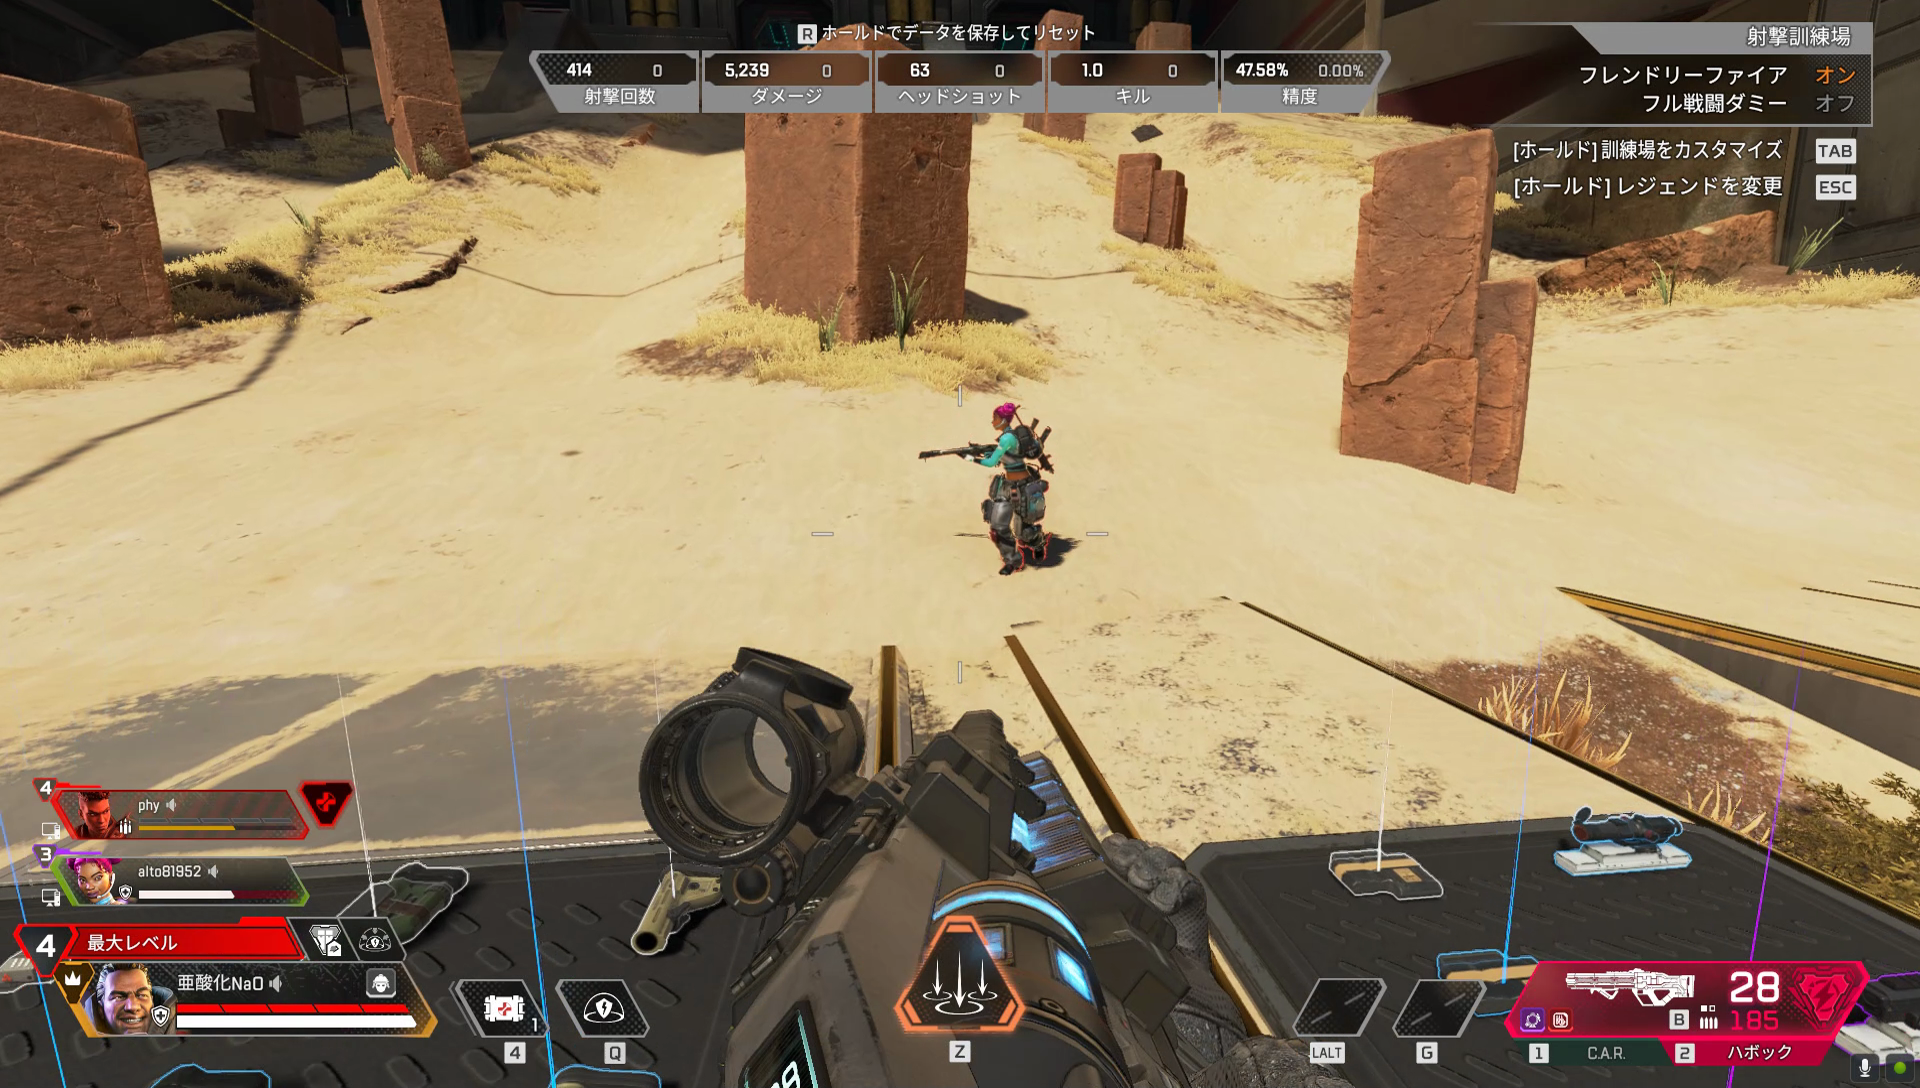 R ホールドでデータを保存してリセット
414 0 5,239 0 63 0 1.0 0 47.58% 0.00%
射撃回数 ダメージ ヘッドショット キル 精度
射撃訓練場
フレンドリーファイア オン
フル戦闘ダミー オフ
[ホールド]訓練場をカスタマイズ TAB
[ホールド]レジェンドを変更 ESC
4
phy
3
alto81952
4 最大レベル
亜酸化NaO
1
4 Q Z LALT G
28
B 185
1 C.A.R. 2 ハボック
28